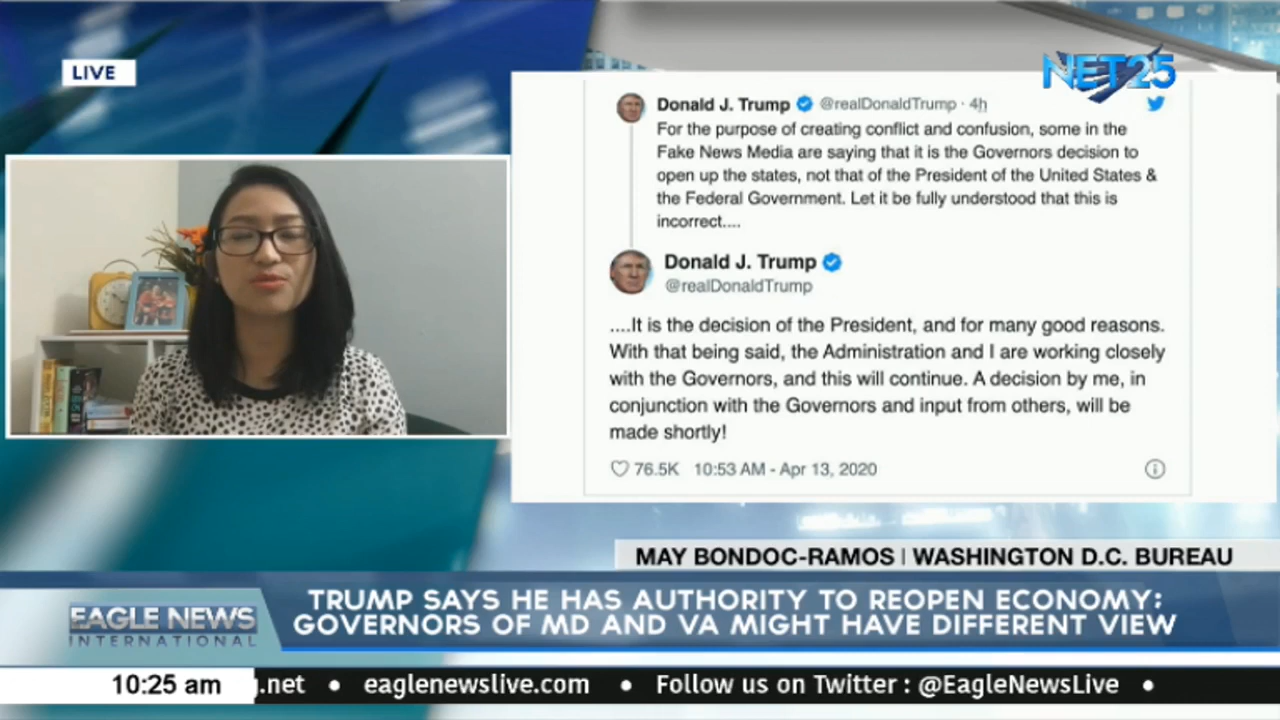 LIVE
NET25
Donald J. Trump @realDonaldTrump · 4h
For the purpose of creating conflict and confusion, some in the
Fake News Media are saying that it is the Governors decision to
open up the states, not that of the President of the United States &
the Federal Government. Let it be fully understood that this is
incorrect....
Donald J. Trump
@realDonaldTrump
....It is the decision of the President, and for many good reasons.
With that being said, the Administration and I are working closely
with the Governors, and this will continue. A decision by me, in
conjunction with the Governors and input from others, will be
made shortly!
76.5K 10:53 AM - Apr 13, 2020
MAY BONDOC-RAMOS | WASHINGTON D.C. BUREAU
TRUMP SAYS HE HAS AUTHORITY TO REOPEN ECONOMY;
GOVERNORS OF MD AND VA MIGHT HAVE DIFFERENT VIEW
EAGLE NEWS
INTERNATIONAL
10:25 am .net • eaglenewslive.com • Follow us on Twitter : @EagleNewsLive •